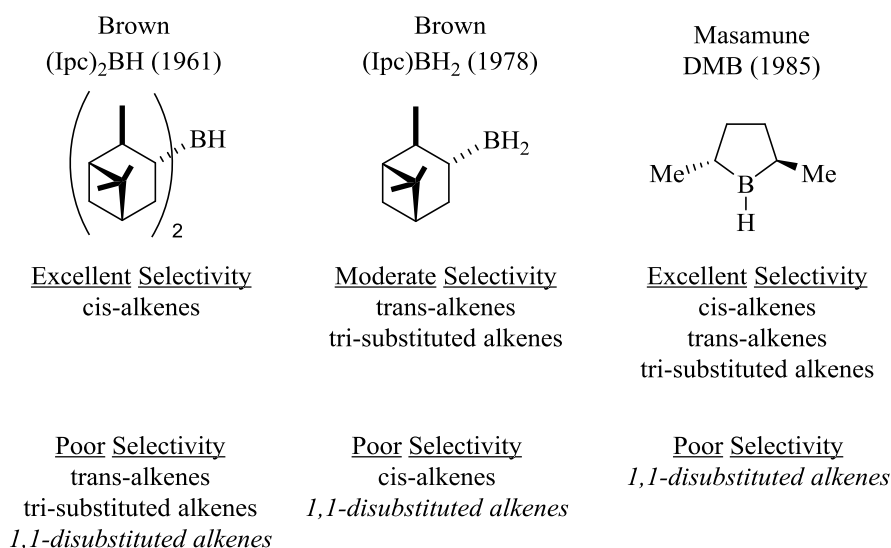 Brown
(Ipc)₂BH (1961)
BH
2
Excellent Selectivity
cis-alkenes
Poor Selectivity
trans-alkenes
tri-substituted alkenes
1,1-disubstituted alkenes
Brown
(Ipc)BH₂ (1978)
BH₂
Moderate Selectivity
trans-alkenes
tri-substituted alkenes
Poor Selectivity
cis-alkenes
1,1-disubstituted alkenes
Masamune
DMB (1985)
Me
B
H
Me
Excellent Selectivity
cis-alkenes
trans-alkenes
tri-substituted alkenes
Poor Selectivity
1,1-disubstituted alkenes